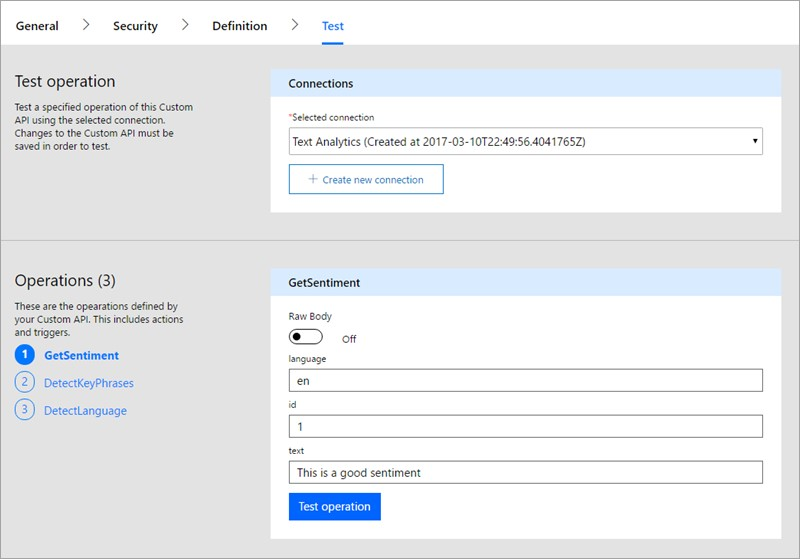 General > Security > Definition > Test
Test operation
Test a specified operation of this Custom
API using the selected connection.
Changes to the Custom API must be
saved in order to test.
Connections
*Selected connection
Text Analytics (Created at 2017-03-10T22:49:56.4041765Z)
+ Create new connection
Operations (3)
These are the opearations defined by
your Custom API. This includes actions
and triggers.
1 GetSentiment
2 DetectKeyPhrases
3 DetectLanguage
GetSentiment
Raw Body
Off
language
en
id
1
text
This is a good sentiment
Test operation